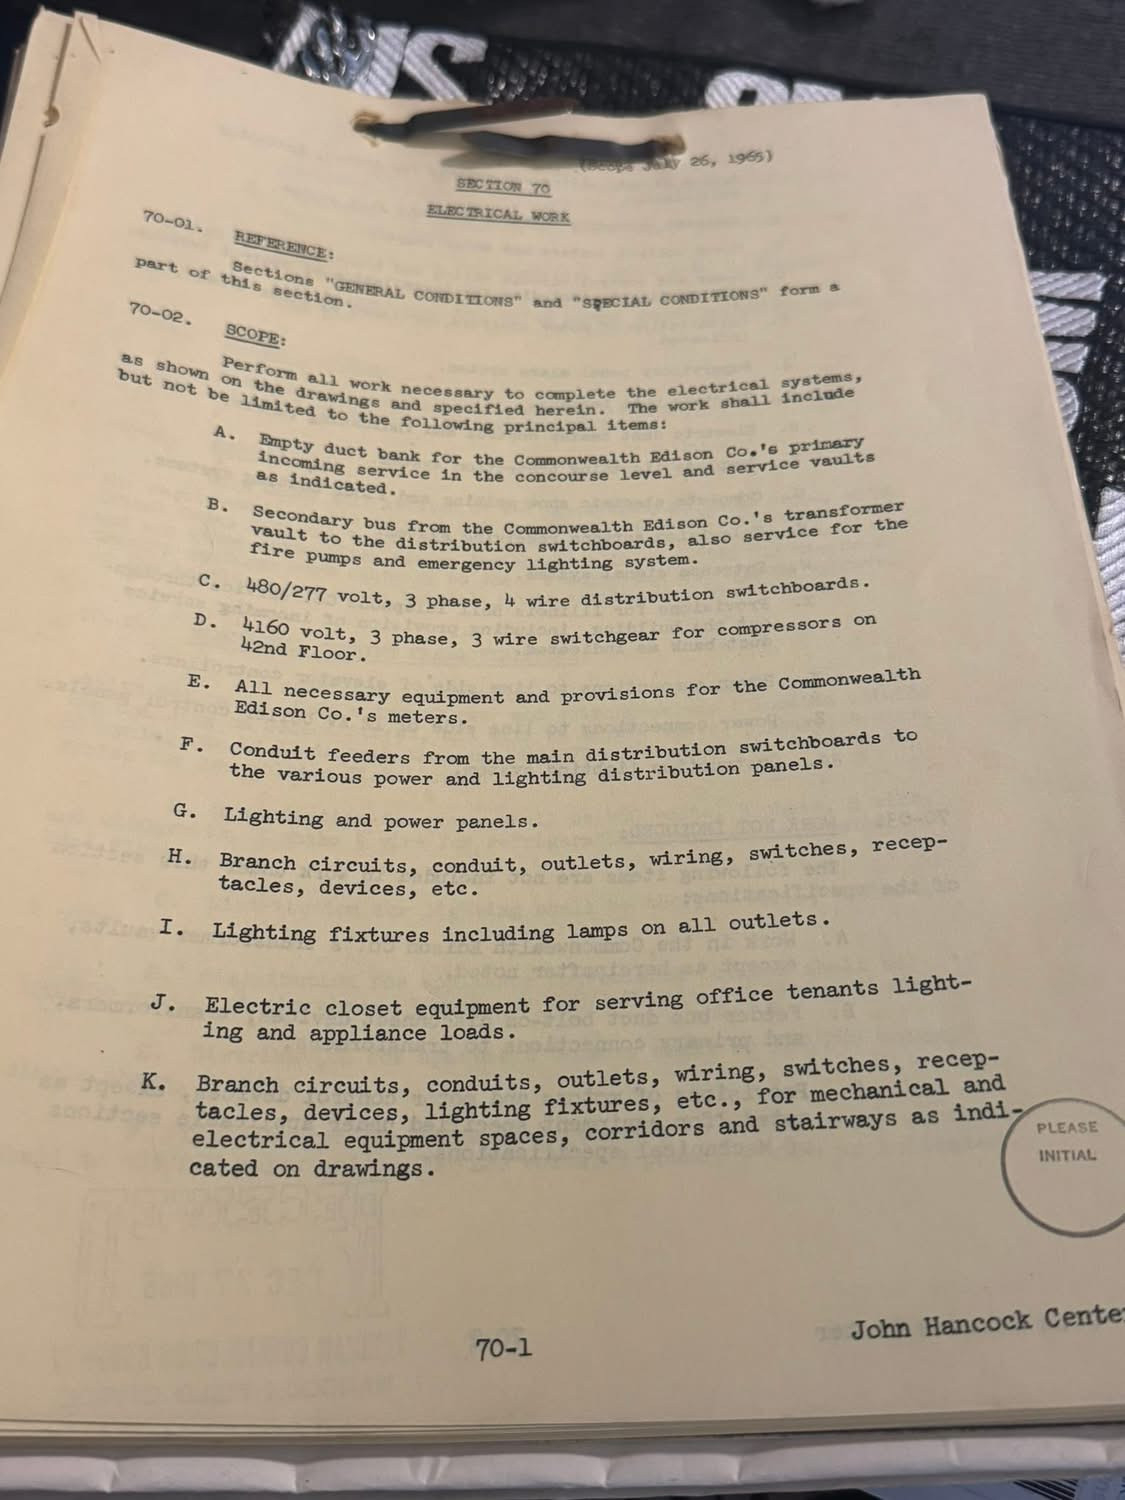 (Scope July 26, 1965)
SECTION 70
ELECTRICAL WORK
70-01. REFERENCE:
Sections "GENERAL CONDITIONS" and "SPECIAL CONDITIONS" form a
part of this section.
70-02. SCOPE:
Perform all work necessary to complete the electrical systems,
as shown on the drawings and specified herein. The work shall include
but not be limited to the following principal items:
A. Empty duct bank for the Commonwealth Edison Co.'s primary
incoming service in the concourse level and service vaults
as indicated.
B. Secondary bus from the Commonwealth Edison Co.'s transformer
vault to the distribution switchboards, also service for the
fire pumps and emergency lighting system.
C. 480/277 volt, 3 phase, 4 wire distribution switchboards.
D. 4160 volt, 3 phase, 3 wire switchgear for compressors on
42nd Floor.
E. All necessary equipment and provisions for the Commonwealth
Edison Co.'s meters.
F. Conduit feeders from the main distribution switchboards to
the various power and lighting distribution panels.
G. Lighting and power panels.
H. Branch circuits, conduit, outlets, wiring, switches, recep-
tacles, devices, etc.
I. Lighting fixtures including lamps on all outlets.
J. Electric closet equipment for serving office tenants light-
ing and appliance loads.
K. Branch circuits, conduits, outlets, wiring, switches, recep-
tacles, devices, lighting fixtures, etc., for mechanical and
electrical equipment spaces, corridors and stairways as indi-
cated on drawings.
PLEASE
INITIAL
70-1
John Hancock Cente